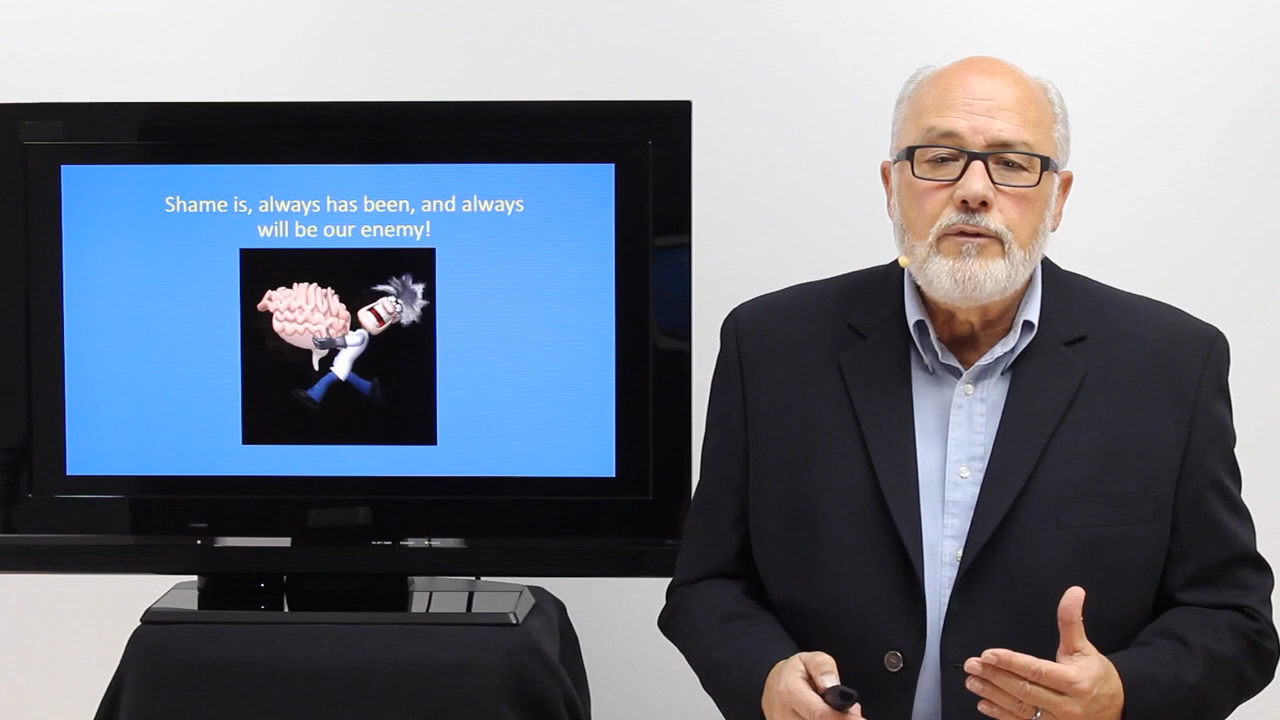 Shame is, always has been, and always
will be our enemy!